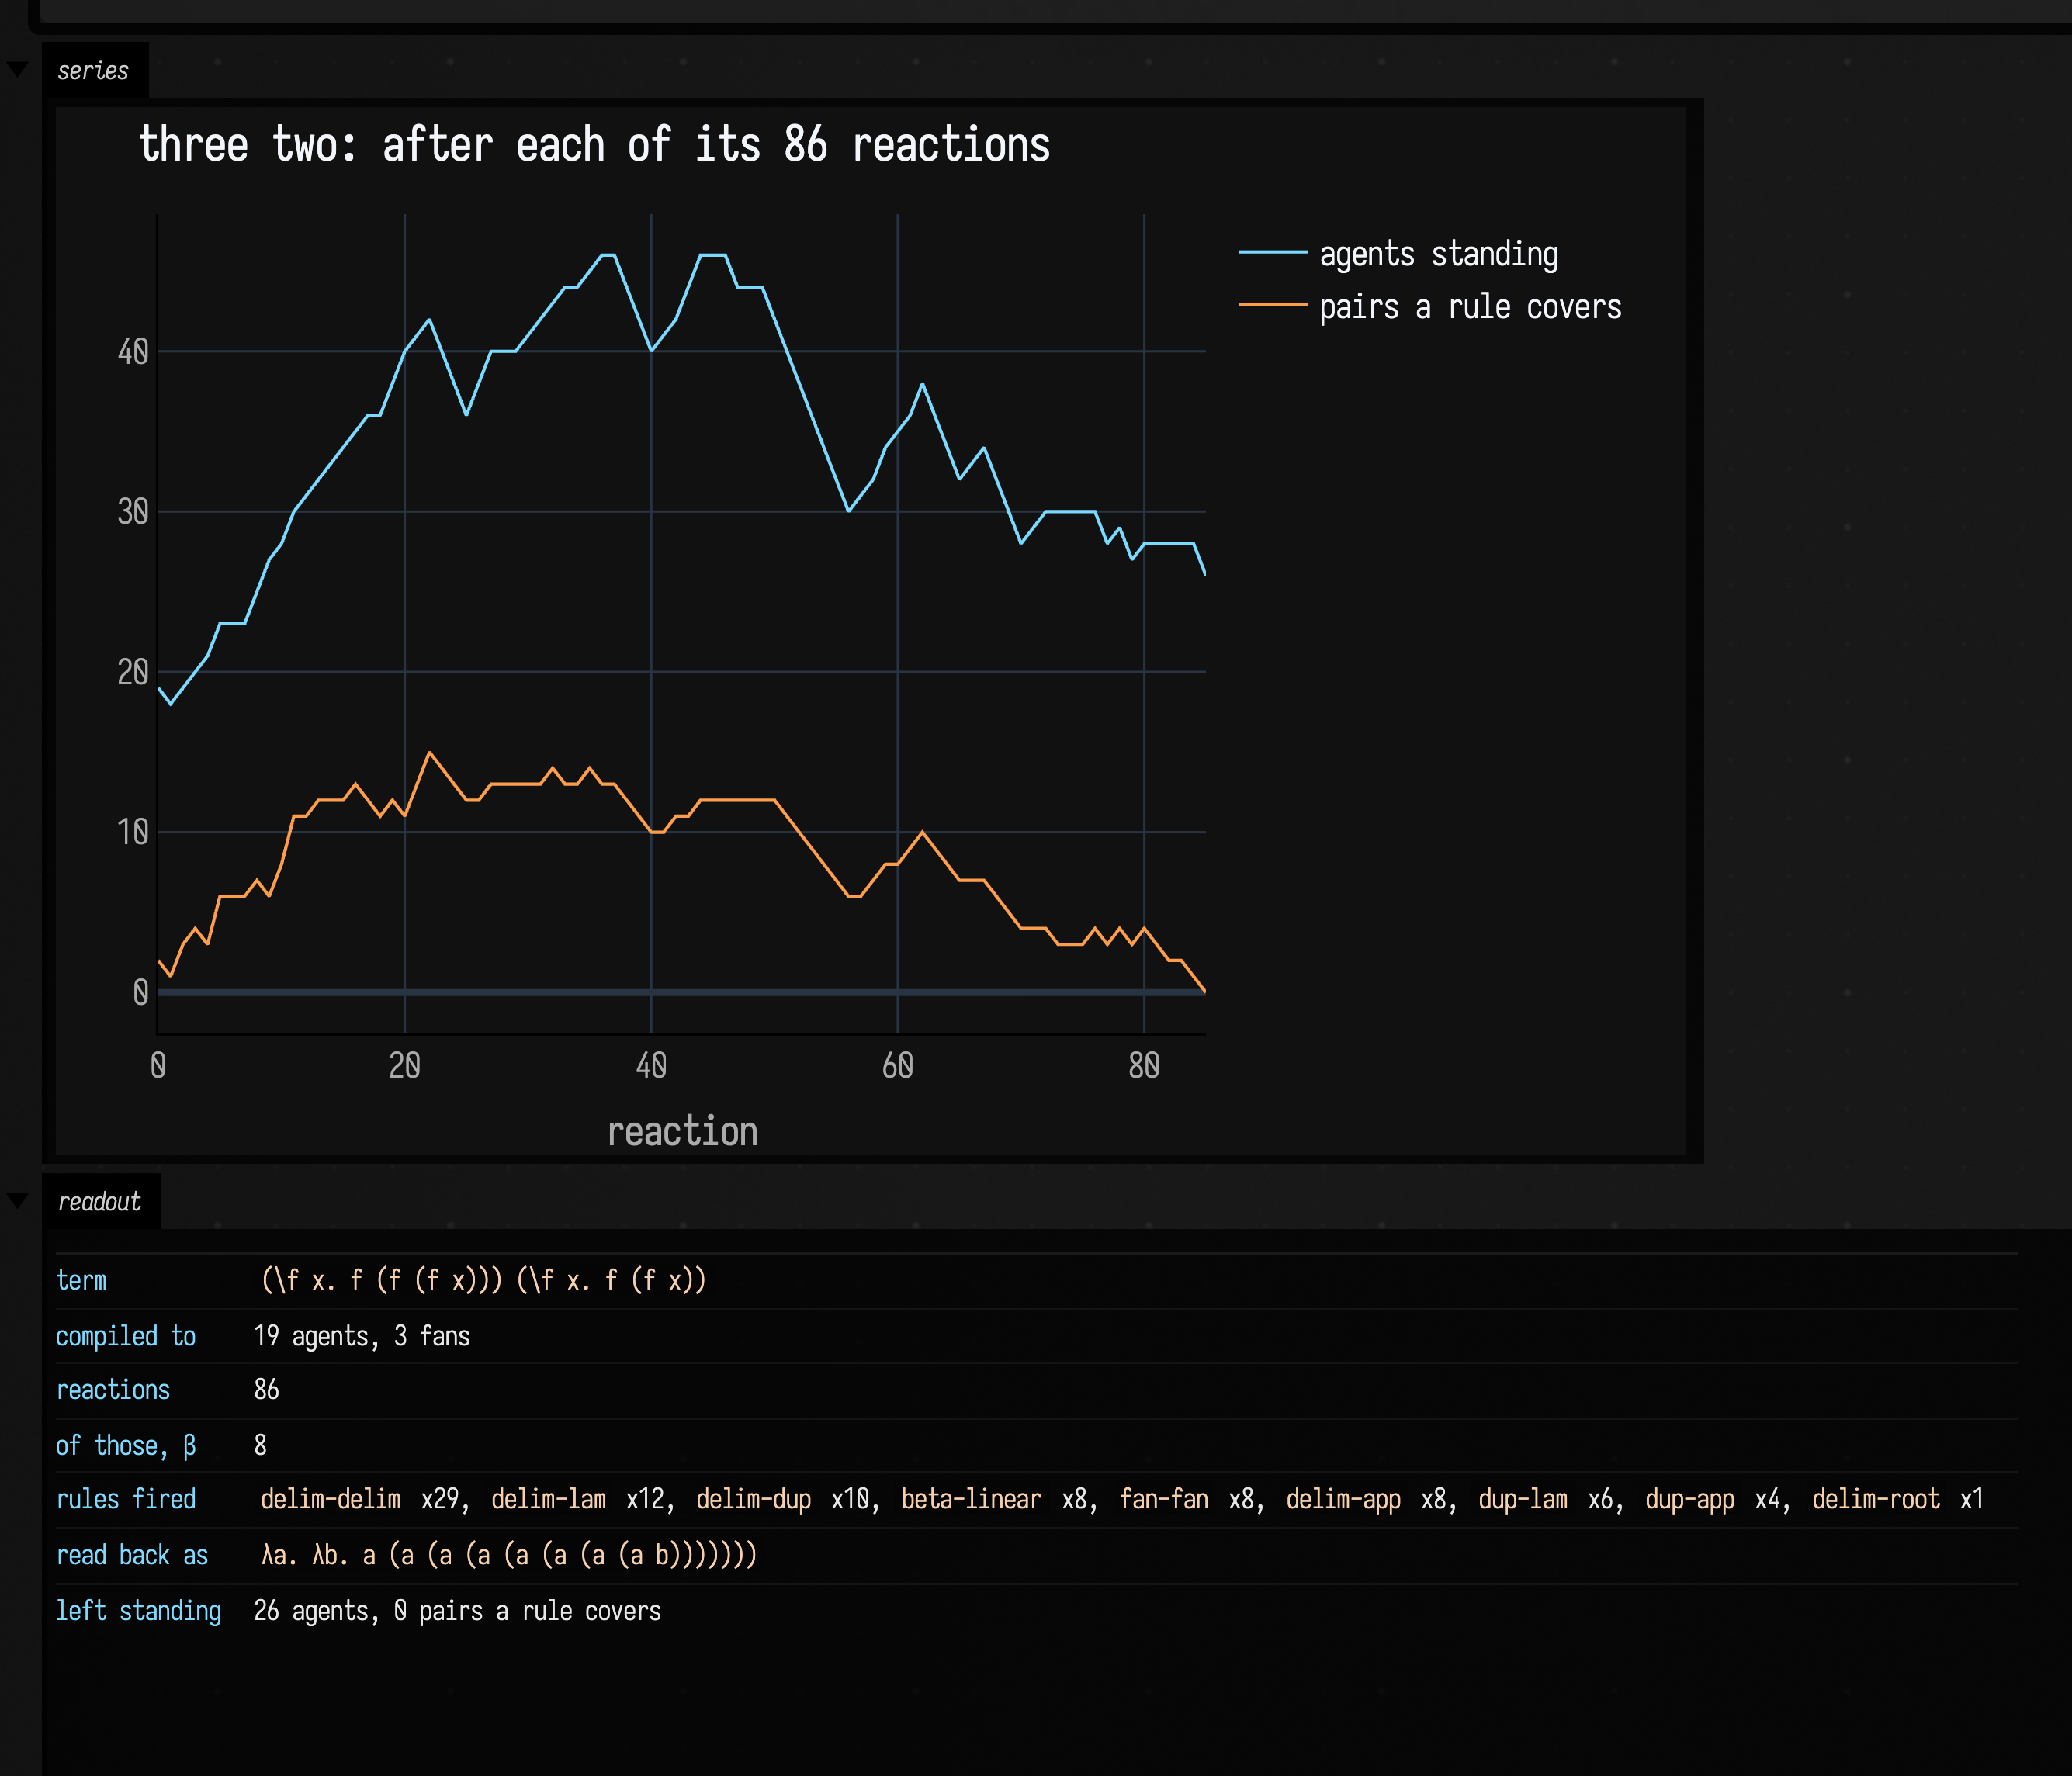 series
three two: after each of its 86 reactions
agents standing
pairs a rule covers
40
30
20
10
0
0 20 40 60 80
reaction
readout
term (\f x. f (f (f x))) (\f x. f (f x))
compiled to 19 agents, 3 fans
reactions 86
of those, β 8
rules fired delim-delim x29, delim-lam x12, delim-dup x10, beta-linear x8, fan-fan x8, delim-app x8, dup-lam x6, dup-app x4, delim-root x1
read back as λa. λb. a (a (a (a (a (a (a (a b)))))))
left standing 26 agents, 0 pairs a rule covers